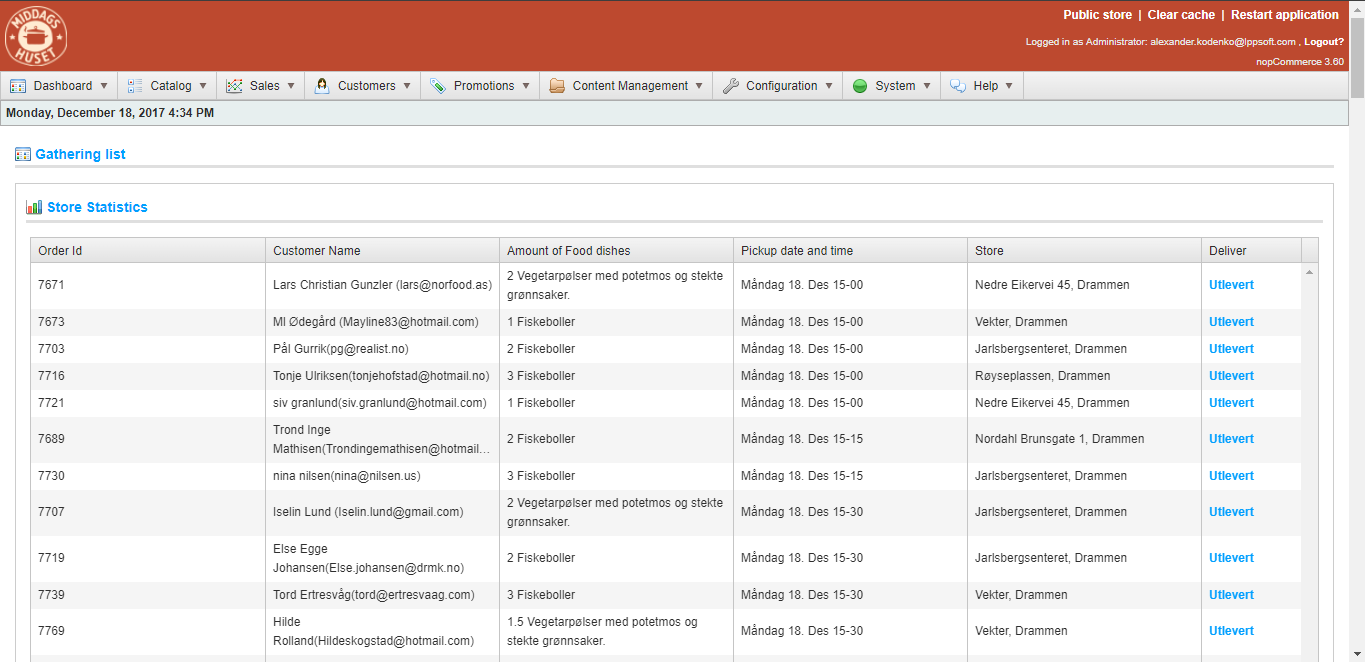 MIDDAGS
HUSET
Public store | Clear cache | Restart application
Logged in as Administrator: alexander.kodenko@lppsoft.com , Logout?
nopCommerce 3.60
Dashboard Catalog Sales Customers Promotions Content Management Configuration System Help
Monday, December 18, 2017 4:34 PM
Gathering list
Store Statistics
Order Id Customer Name Amount of Food dishes Pickup date and time Store Deliver
7671 Lars Christian Gunzler (lars@norfood.as) 2 Vegetarpølser med potetmos og stekte
grønnsaker. Måndag 18. Des 15-00 Nedre Eikervei 45, Drammen Utlevert
7673 Ml Ødegård (Mayline83@hotmail.com) 1 Fiskeboller Måndag 18. Des 15-00 Vekter, Drammen Utlevert
7703 Pål Gurrik(pg@realist.no) 2 Fiskeboller Måndag 18. Des 15-00 Jarlsbergsenteret, Drammen Utlevert
7716 Tonje Ulriksen(tonjehofstad@hotmail.no) 3 Fiskeboller Måndag 18. Des 15-00 Røyseplassen, Drammen Utlevert
7721 siv granlund(siv.granlund@hotmail.com) 1 Fiskeboller Måndag 18. Des 15-00 Nedre Eikervei 45, Drammen Utlevert
7689 Trond Inge
Mathisen(Trondingemathisen@hotmail... 2 Fiskeboller Måndag 18. Des 15-15 Nordahl Brunsgate 1, Drammen Utlevert
7730 nina nilsen(nina@nilsen.us) 3 Fiskeboller Måndag 18. Des 15-15 Jarlsbergsenteret, Drammen Utlevert
7707 Iselin Lund (Iselin.lund@gmail.com) 2 Vegetarpølser med potetmos og stekte
grønnsaker. Måndag 18. Des 15-30 Jarlsbergsenteret, Drammen Utlevert
7719 Else Egge
Johansen(Else.johansen@drmk.no) 2 Fiskeboller Måndag 18. Des 15-30 Jarlsbergsenteret, Drammen Utlevert
7739 Tord Ertresvåg(tord@ertresvaag.com) 3 Fiskeboller Måndag 18. Des 15-30 Vekter, Drammen Utlevert
7769 Hilde
Rolland(Hildeskogstad@hotmail.com) 1.5 Vegetarpølser med potetmos og
stekte grønnsaker. Måndag 18. Des 15-30 Vekter, Drammen Utlevert